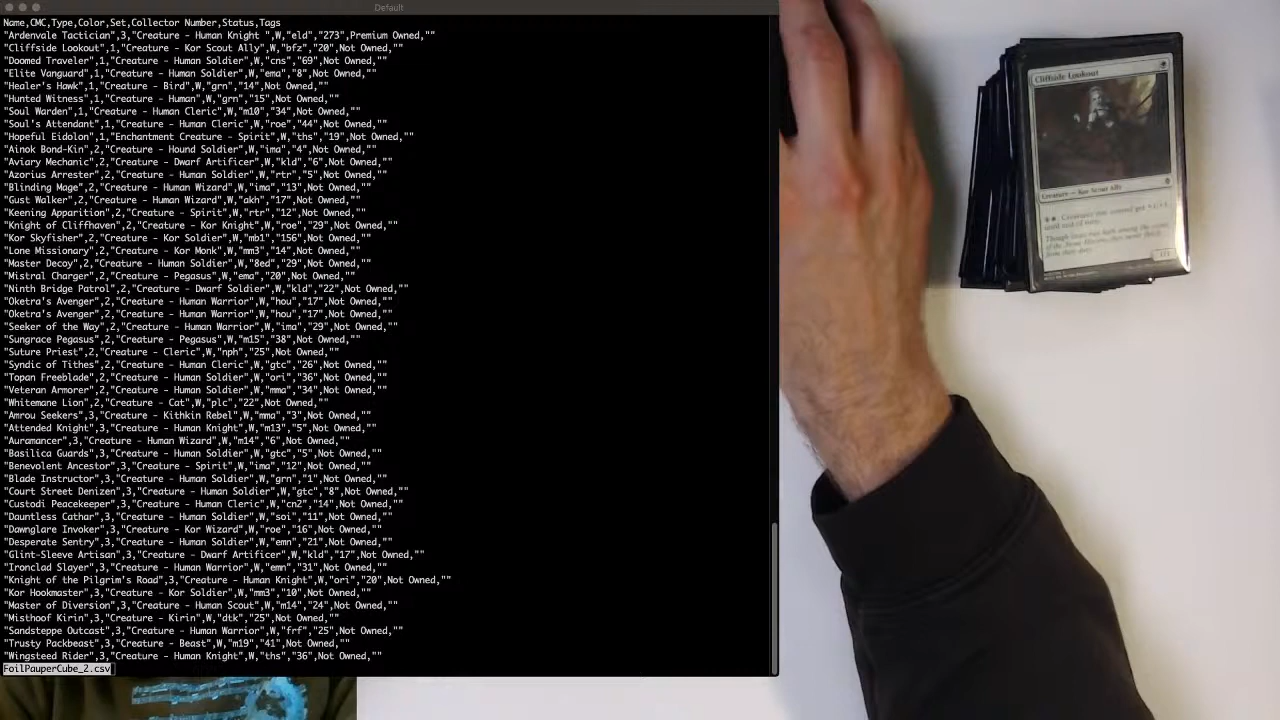 Default
Name,CMC,Type,Color,Set,Collector Number,Status,Tags
"Ardenvale Tactician",3,"Creature - Human Knight ",W,"eld","273",Premium Owned,""
"Cliffside Lookout",1,"Creature - Kor Scout Ally",W,"bfz","20",Not Owned,""
"Doomed Traveler",1,"Creature - Human Soldier",W,"cns","69",Not Owned,""
"Elite Vanguard",1,"Creature - Human Soldier",W,"ema","8",Not Owned,""
"Healer's Hawk",1,"Creature - Bird",W,"grn","14",Not Owned,""
"Hunted Witness",1,"Creature - Human",W,"grn","15",Not Owned,""
"Soul Warden",1,"Creature - Human Cleric",W,"m10","34",Not Owned,""
"Soul's Attendant",1,"Creature - Human Cleric",W,"roe","44",Not Owned,""
"Hopeful Eidolon",1,"Enchantment Creature - Spirit",W,"ths","19",Not Owned,""
"Ainok Bond-Kin",2,"Creature - Hound Soldier",W,"ima","4",Not Owned,""
"Aviary Mechanic",2,"Creature - Dwarf Artificer",W,"kld","6",Not Owned,""
"Azorius Arrester",2,"Creature - Human Soldier",W,"rtr","5",Not Owned,""
"Blinding Mage",2,"Creature - Human Wizard",W,"ima","13",Not Owned,""
"Gust Walker",2,"Creature - Human Wizard",W,"akh","17",Not Owned,""
"Keening Apparition",2,"Creature - Spirit",W,"rtr","12",Not Owned,""
"Knight of Cliffhaven",2,"Creature - Kor Knight",W,"roe","29",Not Owned,""
"Kor Skyfisher",2,"Creature - Kor Soldier",W,"mb1","156",Not Owned,""
"Lone Missionary",2,"Creature - Kor Monk",W,"mm3","14",Not Owned,""
"Master Decoy",2,"Creature - Human Soldier",W,"8ed","29",Not Owned,""
"Mistral Charger",2,"Creature - Pegasus",W,"ema","20",Not Owned,""
"Ninth Bridge Patrol",2,"Creature - Dwarf Soldier",W,"kld","22",Not Owned,""
"Oketra's Avenger",2,"Creature - Human Warrior",W,"hou","17",Not Owned,""
"Oketra's Avenger",2,"Creature - Human Warrior",W,"hou","17",Not Owned,""
"Seeker of the Way",2,"Creature - Human Warrior",W,"ima","29",Not Owned,""
"Sungrace Pegasus",2,"Creature - Pegasus",W,"m15","38",Not Owned,""
"Suture Priest",2,"Creature - Cleric",W,"nph","25",Not Owned,""
"Syndic of Tithes",2,"Creature - Human Cleric",W,"gtc","26",Not Owned,""
"Topan Freeblade",2,"Creature - Human Soldier",W,"ori","36",Not Owned,""
"Veteran Armorer",2,"Creature - Human Soldier",W,"mma","34",Not Owned,""
"Whitemane Lion",2,"Creature - Cat",W,"plc","22",Not Owned,""
"Amrou Seekers",3,"Creature - Kithkin Rebel",W,"mma","3",Not Owned,""
"Attended Knight",3,"Creature - Human Knight",W,"m13","5",Not Owned,""
"Auramancer",3,"Creature - Human Wizard",W,"m14","6",Not Owned,""
"Basilica Guards",3,"Creature - Human Soldier",W,"gtc","5",Not Owned,""
"Benevolent Ancestor",3,"Creature - Spirit",W,"ima","12",Not Owned,""
"Blade Instructor",3,"Creature - Human Soldier",W,"grn","1",Not Owned,""
"Court Street Denizen",3,"Creature - Human Soldier",W,"gtc","8",Not Owned,""
"Custodi Peacekeeper",3,"Creature - Human Cleric",W,"cn2","14",Not Owned,""
"Dauntless Cathar",3,"Creature - Human Soldier",W,"soi","11",Not Owned,""
"Dawnglare Invoker",3,"Creature - Kor Wizard",W,"roe","16",Not Owned,""
"Desperate Sentry",3,"Creature - Human Soldier",W,"emn","21",Not Owned,""
"Glint-Sleeve Artisan",3,"Creature - Dwarf Artificer",W,"kld","17",Not Owned,""
"Ironclad Slayer",3,"Creature - Human Warrior",W,"emn","31",Not Owned,""
"Knight of the Pilgrim's Road",3,"Creature - Human Knight",W,"ori","20",Not Owned,""
"Kor Hookmaster",3,"Creature - Kor Soldier",W,"mm3","10",Not Owned,""
"Master of Diversion",3,"Creature - Human Scout",W,"m14","24",Not Owned,""
"Misthoof Kirin",3,"Creature - Kirin",W,"dtk","25",Not Owned,""
"Sandsteppe Outcast",3,"Creature - Human Warrior",W,"frf","25",Not Owned,""
"Trusty Packbeast",3,"Creature - Beast",W,"m19","41",Not Owned,""
"Wingsteed Rider",3,"Creature - Human Knight",W,"ths","36",Not Owned,""
FoilPauperCube_2.csv
Cliffside Lookout
Creature — Kor Scout Ally